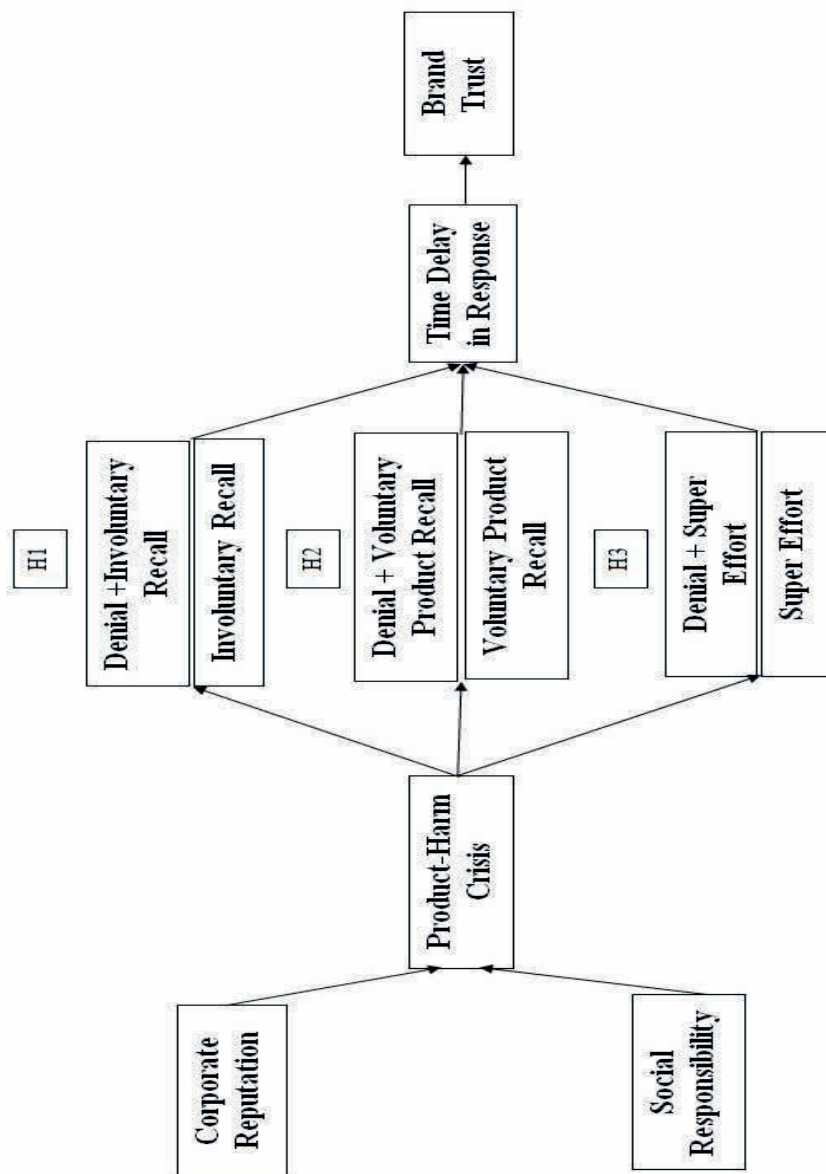 Corporate
Reputation
Social
Responsibility
Product-Harm
Crisis
H1
Denial +Involuntary
Recall
Involuntary Recall
H2
Denial + Voluntary
Product Recall
Voluntary Product
Recall
H3
Denial + Super
Effort
Super Effort
Time Delay
in Response
Brand
Trust